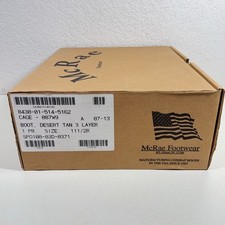 McRae
8430-01-514-5162
CAGE - 0B7W9 A 07-13
BOOT, DESERT TAN 3 LAYER
1 PR. SIZE: 11 1/2R
SPO100-03D-0371
McRae Footwear